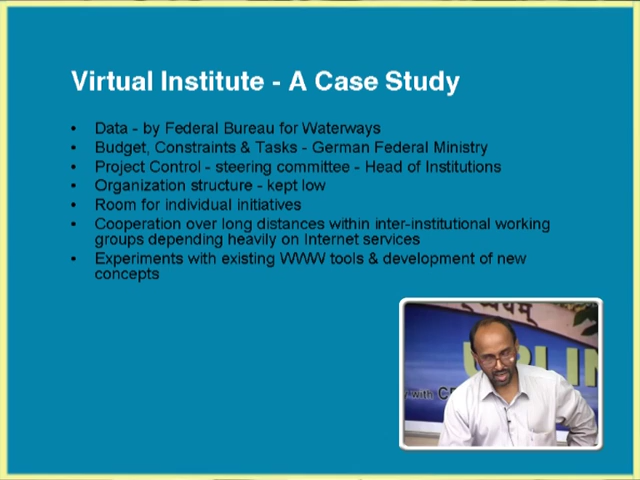 Virtual Institute - A Case Study
• Data - by Federal Bureau for Waterways
• Budget, Constraints & Tasks - German Federal Ministry
• Project Control - steering committee - Head of Institutions
• Organization structure - kept low
• Room for individual initiatives
• Cooperation over long distances within inter-institutional working
groups depending heavily on Internet services
• Experiments with existing WWW tools & development of new
concepts
with